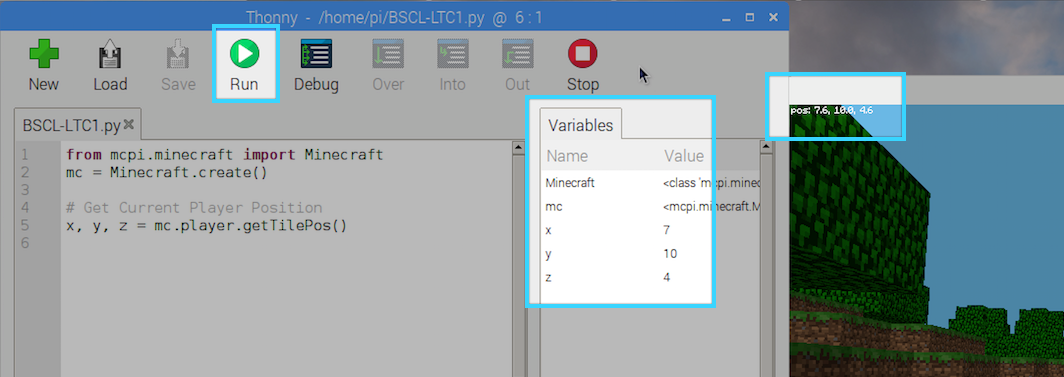 Thonny - /home/pi/BSCL-LTC1.py @ 6 : 1
New Load Save Run Debug Over Into Out Stop
BSCL-LTC1.py
1 from mcpi.minecraft import Minecraft
2 mc = Minecraft.create()
3
4 # Get Current Player Position
5 x, y, z = mc.player.getTilePos()
6
Variables
Name Value
Minecraft <class 'mcpi.minec
mc <mcpi.minecraft.M
x 7
y 10
z 4
pos: 7.6, 10.0, 4.6